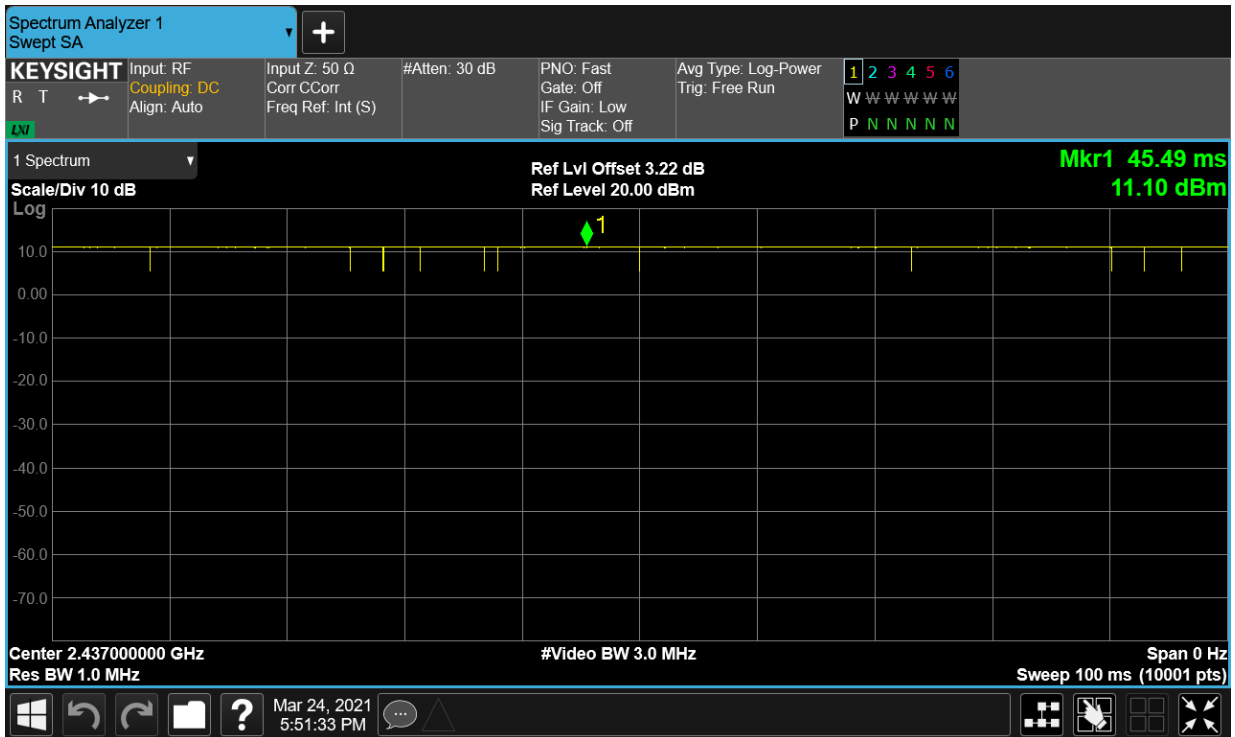 Spectrum Analyzer 1
Swept SA
▼
+
KEYSIGHT
R T
LXI
Input: RF
Coupling: DC
Align: Auto
Input Z: 50 Ω
Corr CCorr
Freq Ref: Int (S)
#Atten: 30 dB
PNO: Fast
Gate: Off
IF Gain: Low
Sig Track: Off
Avg Type: Log-Power
Trig: Free Run
1 2 3 4 5 6
W W W W W W
P N N N N N
1 Spectrum ▼
Scale/Div 10 dB
Log
Ref Lvl Offset 3.22 dB
Ref Level 20.00 dBm
Mkr1 45.49 ms
11.10 dBm
1
10.0
0.00
-10.0
-20.0
-30.0
-40.0
-50.0
-60.0
-70.0
Center 2.437000000 GHz
Res BW 1.0 MHz
#Video BW 3.0 MHz
Span 0 Hz
Sweep 100 ms (10001 pts)
?
Mar 24, 2021
5:51:33 PM